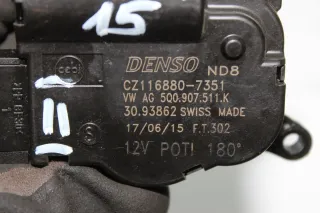 15
DENSO ND8
CZ116880-7351
VW AG 5Q0.907.511.K
30.93862 SWISS MADE
17/06/15 F.T.302
12V POTI 180°